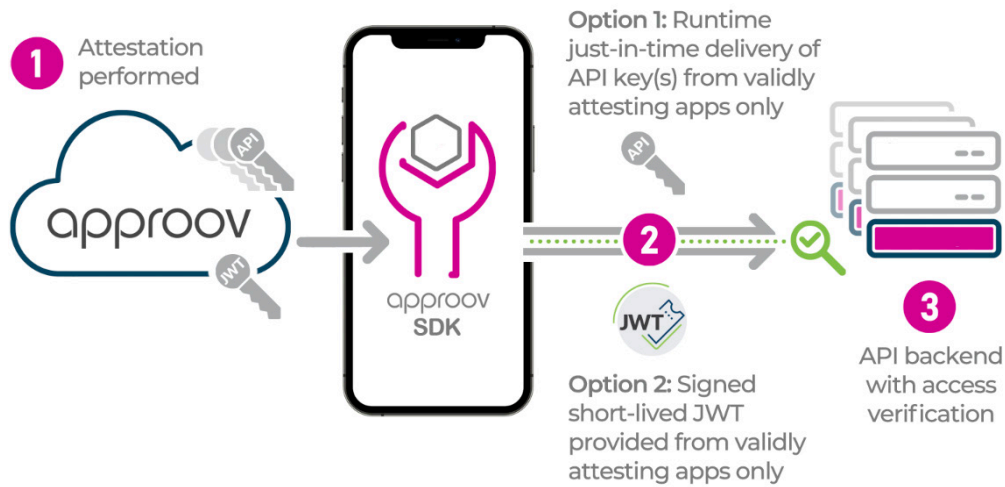 1
Attestation
performed
API
approov
JWT
approov
SDK
Option 1: Runtime
just-in-time delivery of
API key(s) from validly
attesting apps only
API
2
JWT
Option 2: Signed
short-lived JWT
provided from validly
attesting apps only
3
API backend
with access
verification